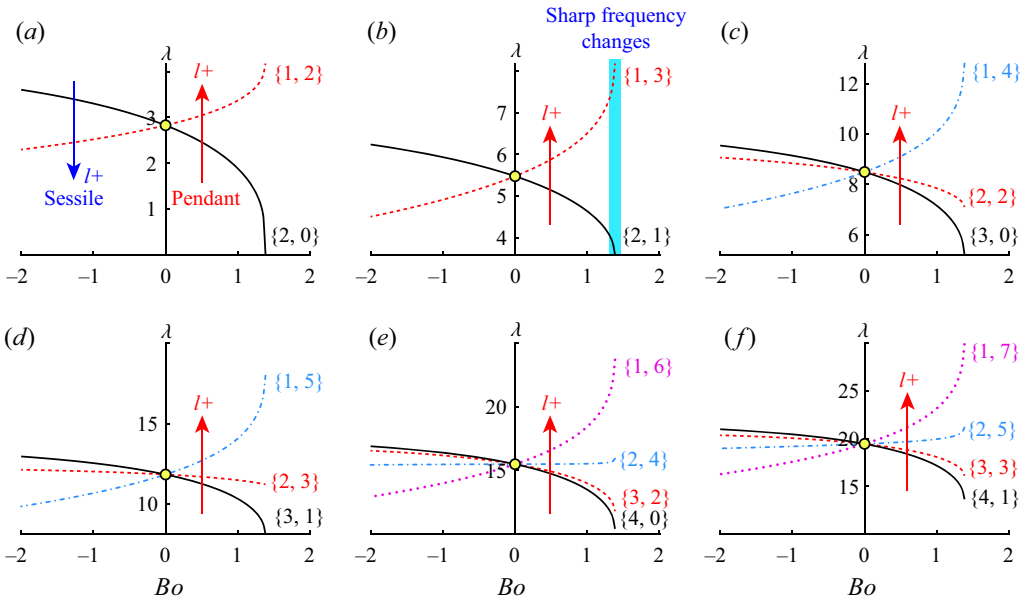 (a)
λ
3
2
1
l+
{1, 2}
l+
Sessile
Pendant
{2, 0}
−2 −1 0 1 2
(b)
Sharp frequency
changes
λ
7
6
5
4
l+
{1, 3}
{2, 1}
−2 −1 0 1 2
(c)
λ
12
10
8
6
l+
{1, 4}
{2, 2}
{3, 0}
−2 −1 0 1 2
(d)
λ
15
10
l+
{1, 5}
{2, 3}
{3, 1}
−2 −1 0 1 2
Bo
(e)
λ
20
15
l+
{1, 6}
{2, 4}
{3, 2}
{4, 0}
−2 −1 0 1 2
Bo
(f)
λ
25
20
15
l+
{1, 7}
{2, 5}
{3, 3}
{4, 1}
−2 −1 0 1 2
Bo